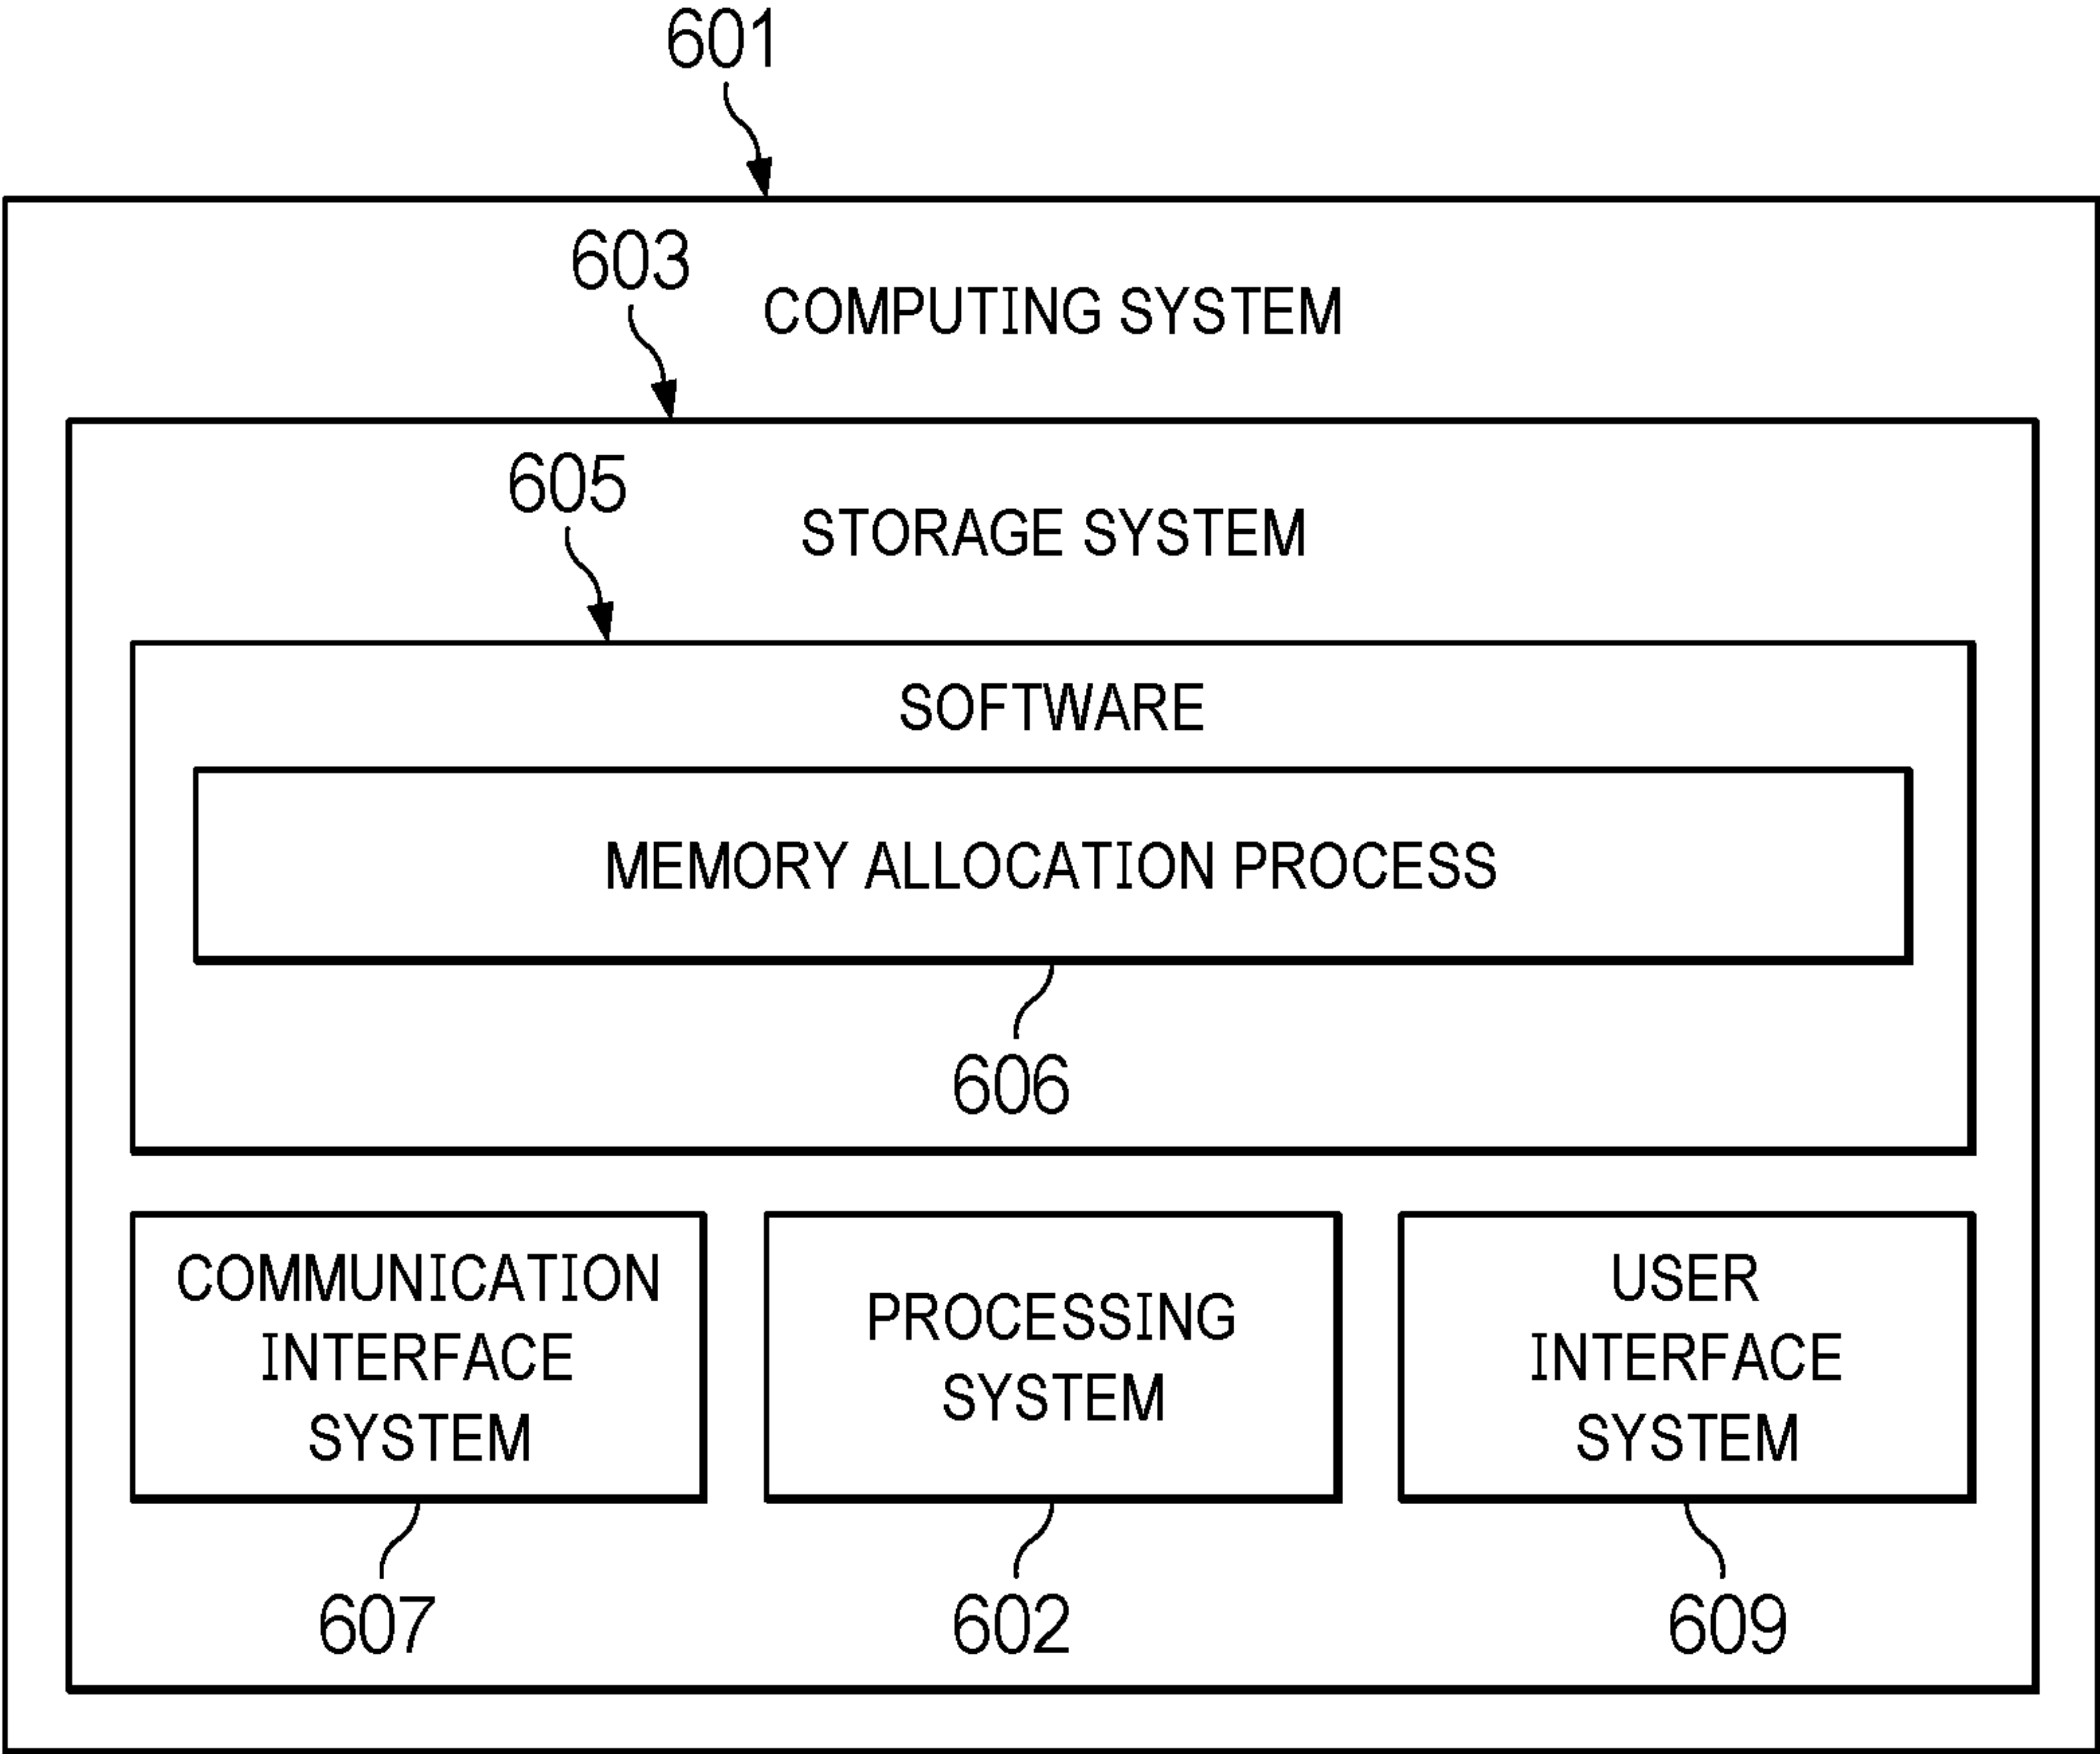 601
603
COMPUTING SYSTEM
605
STORAGE SYSTEM
SOFTWARE
MEMORY ALLOCATION PROCESS
606
COMMUNICATION
INTERFACE
SYSTEM
PROCESSING
SYSTEM
USER
INTERFACE
SYSTEM
607
602
609